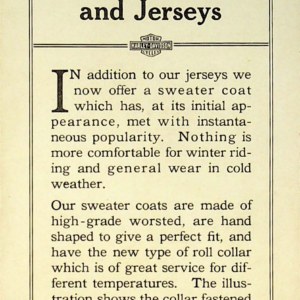 and Jerseys
MOTOR
HARLEY-DAVIDSON
CYCLES
IN addition to our jerseys we
now offer a sweater coat
which has, at its initial ap-
pearance, met with instanta-
neous popularity. Nothing is
more comfortable for winter rid-
ing and general wear in cold
weather.
Our sweater coats are made of
high-grade worsted, are hand
shaped to give a perfect fit, and
have the new type of roll collar
which is of great service for dif-
ferent temperatures. The illus-
tration shows the collar fastened